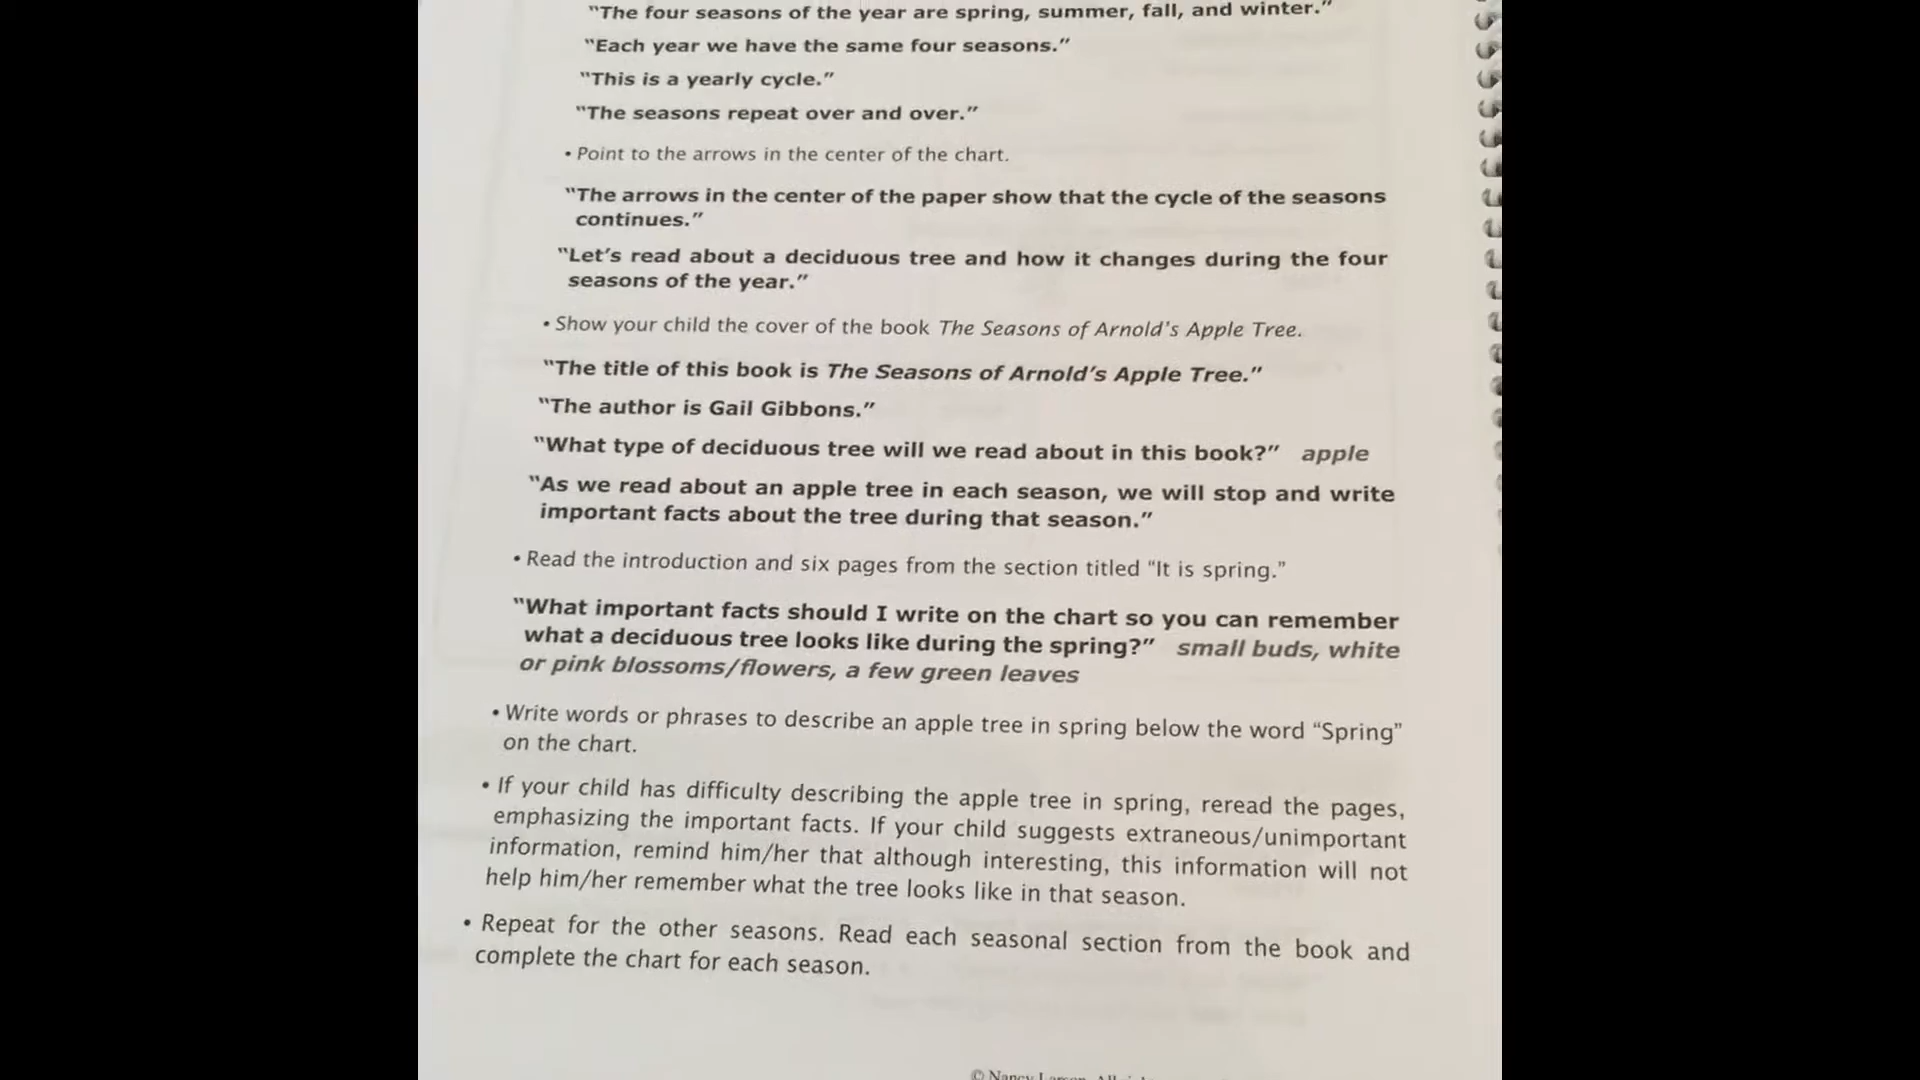 “The four seasons of the year are spring, summer, fall, and winter.”
“Each year we have the same four seasons.”
“This is a yearly cycle.”
“The seasons repeat over and over.”
• Point to the arrows in the center of the chart.
“The arrows in the center of the paper show that the cycle of the seasons
continues.”
“Let’s read about a deciduous tree and how it changes during the four
seasons of the year.”
• Show your child the cover of the book The Seasons of Arnold’s Apple Tree.
“The title of this book is The Seasons of Arnold’s Apple Tree.”
“The author is Gail Gibbons.”
“What type of deciduous tree will we read about in this book?” apple
“As we read about an apple tree in each season, we will stop and write
important facts about the tree during that season.”
• Read the introduction and six pages from the section titled “It is spring.”
“What important facts should I write on the chart so you can remember
what a deciduous tree looks like during the spring?” small buds, white
or pink blossoms/flowers, a few green leaves
• Write words or phrases to describe an apple tree in spring below the word “Spring”
on the chart.
• If your child has difficulty describing the apple tree in spring, reread the pages,
emphasizing the important facts. If your child suggests extraneous/unimportant
information, remind him/her that although interesting, this information will not
help him/her remember what the tree looks like in that season.
• Repeat for the other seasons. Read each seasonal section from the book and
complete the chart for each season.
© Nancy Larson